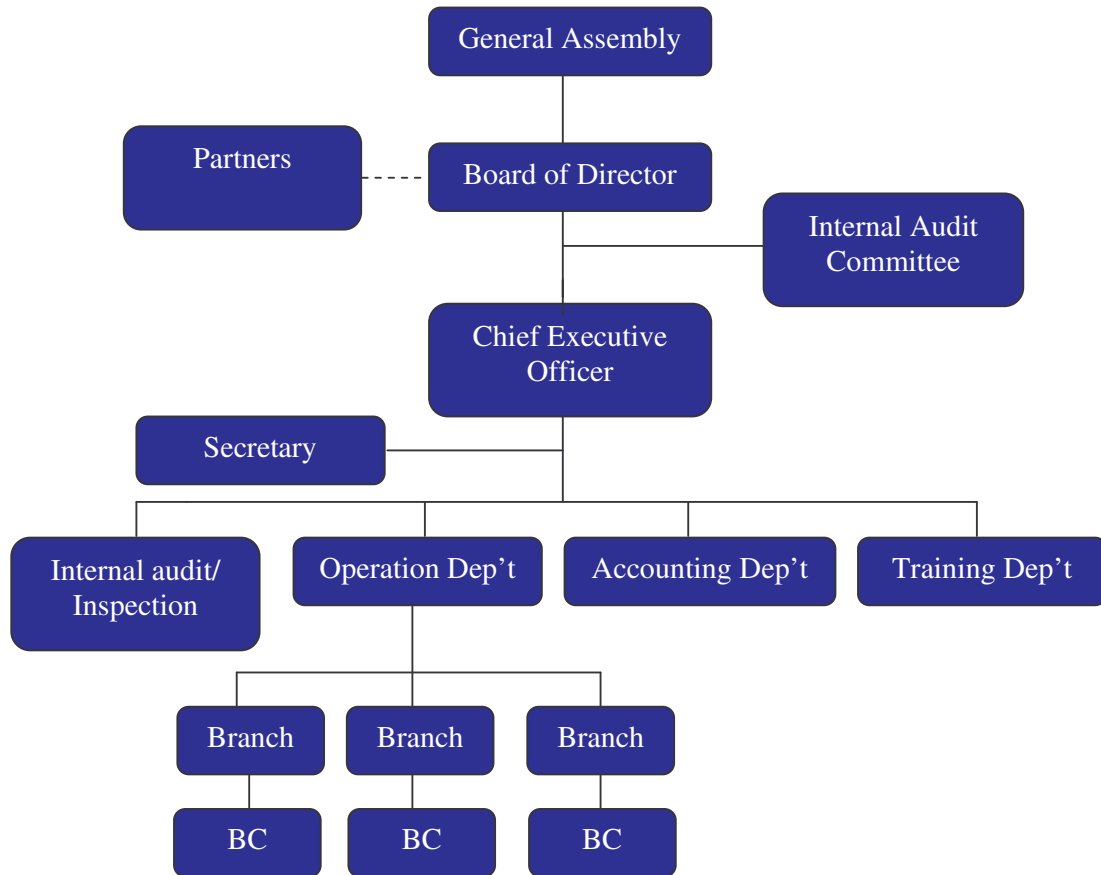 General Assembly
Partners
Board of Director
Internal Audit
Committee
Chief Executive
Officer
Secretary
Internal audit/
Inspection
Operation Dep’t
Accounting Dep’t
Training Dep’t
Branch
Branch
Branch
BC
BC
BC